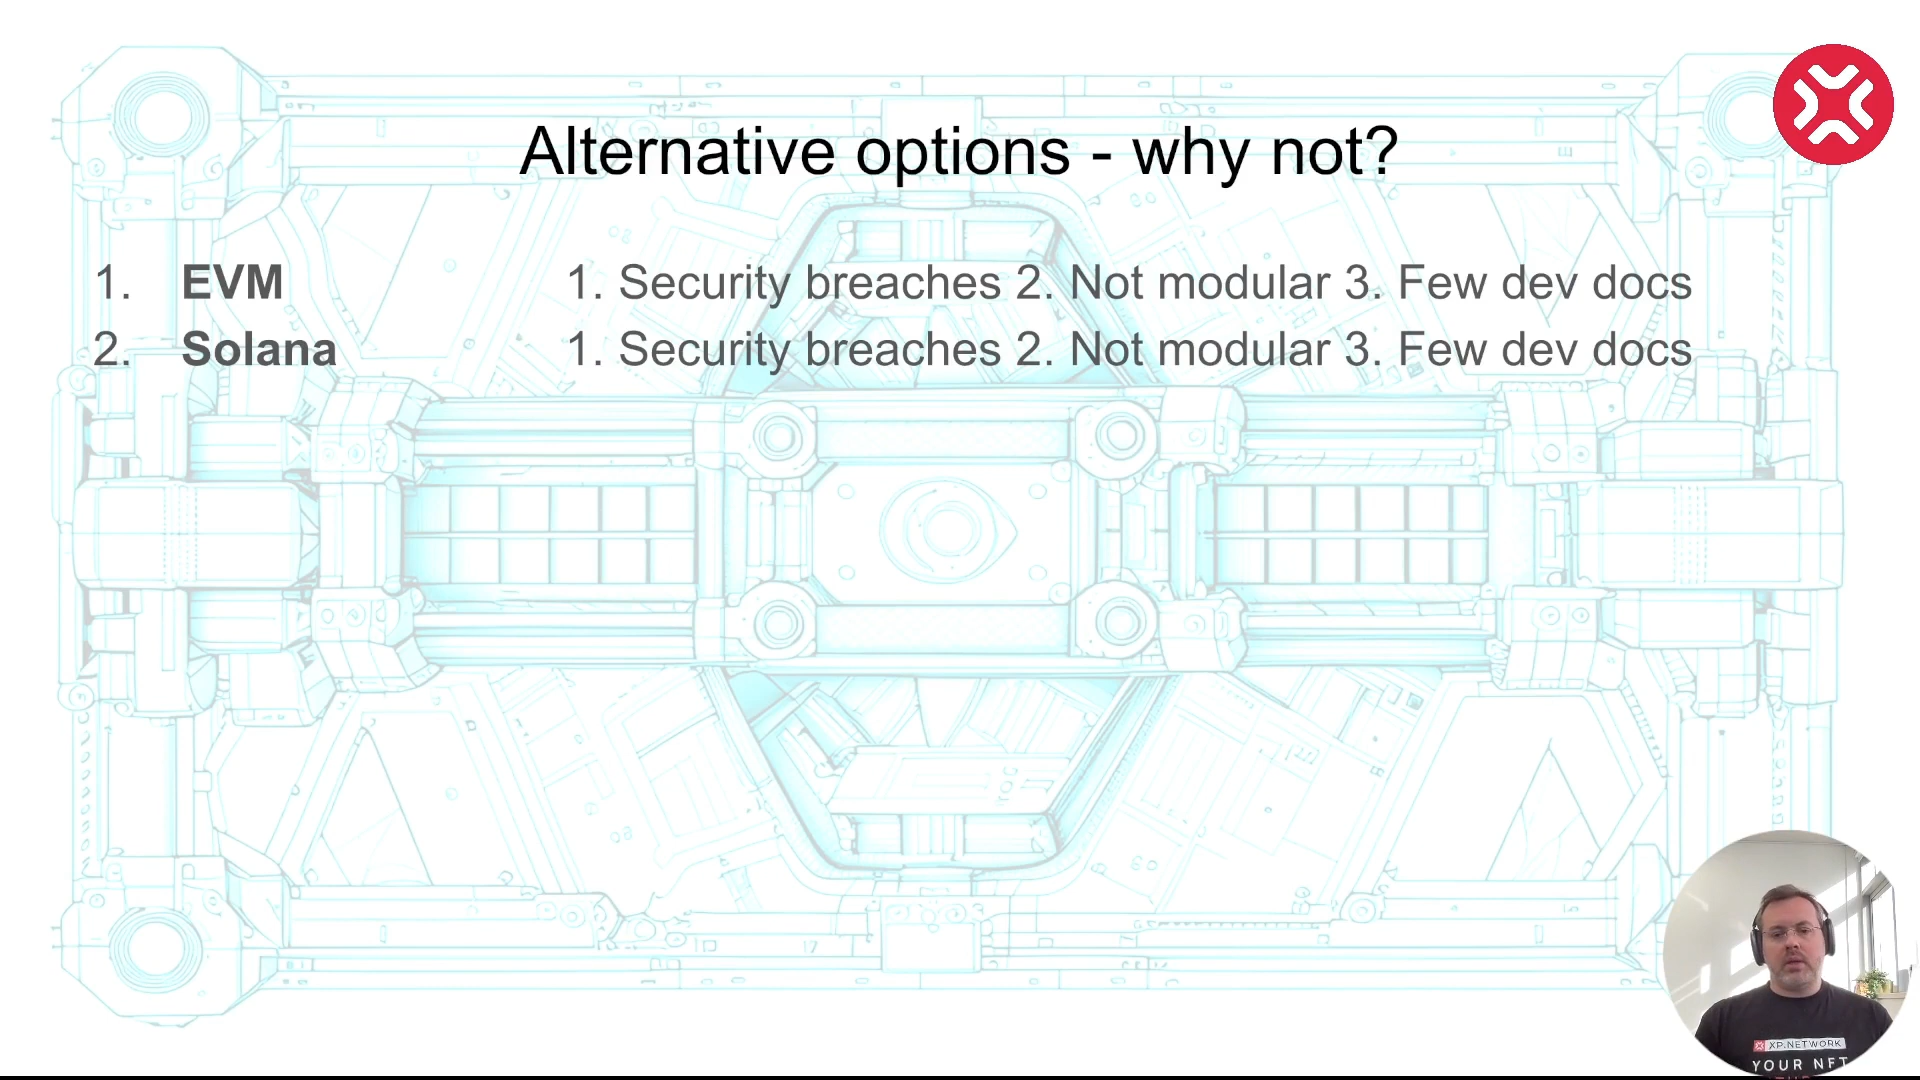 Alternative options - why not?
1. EVM 1. Security breaches 2. Not modular 3. Few dev docs
2. Solana 1. Security breaches 2. Not modular 3. Few dev docs
XP.NETWORK
YOUR NFT